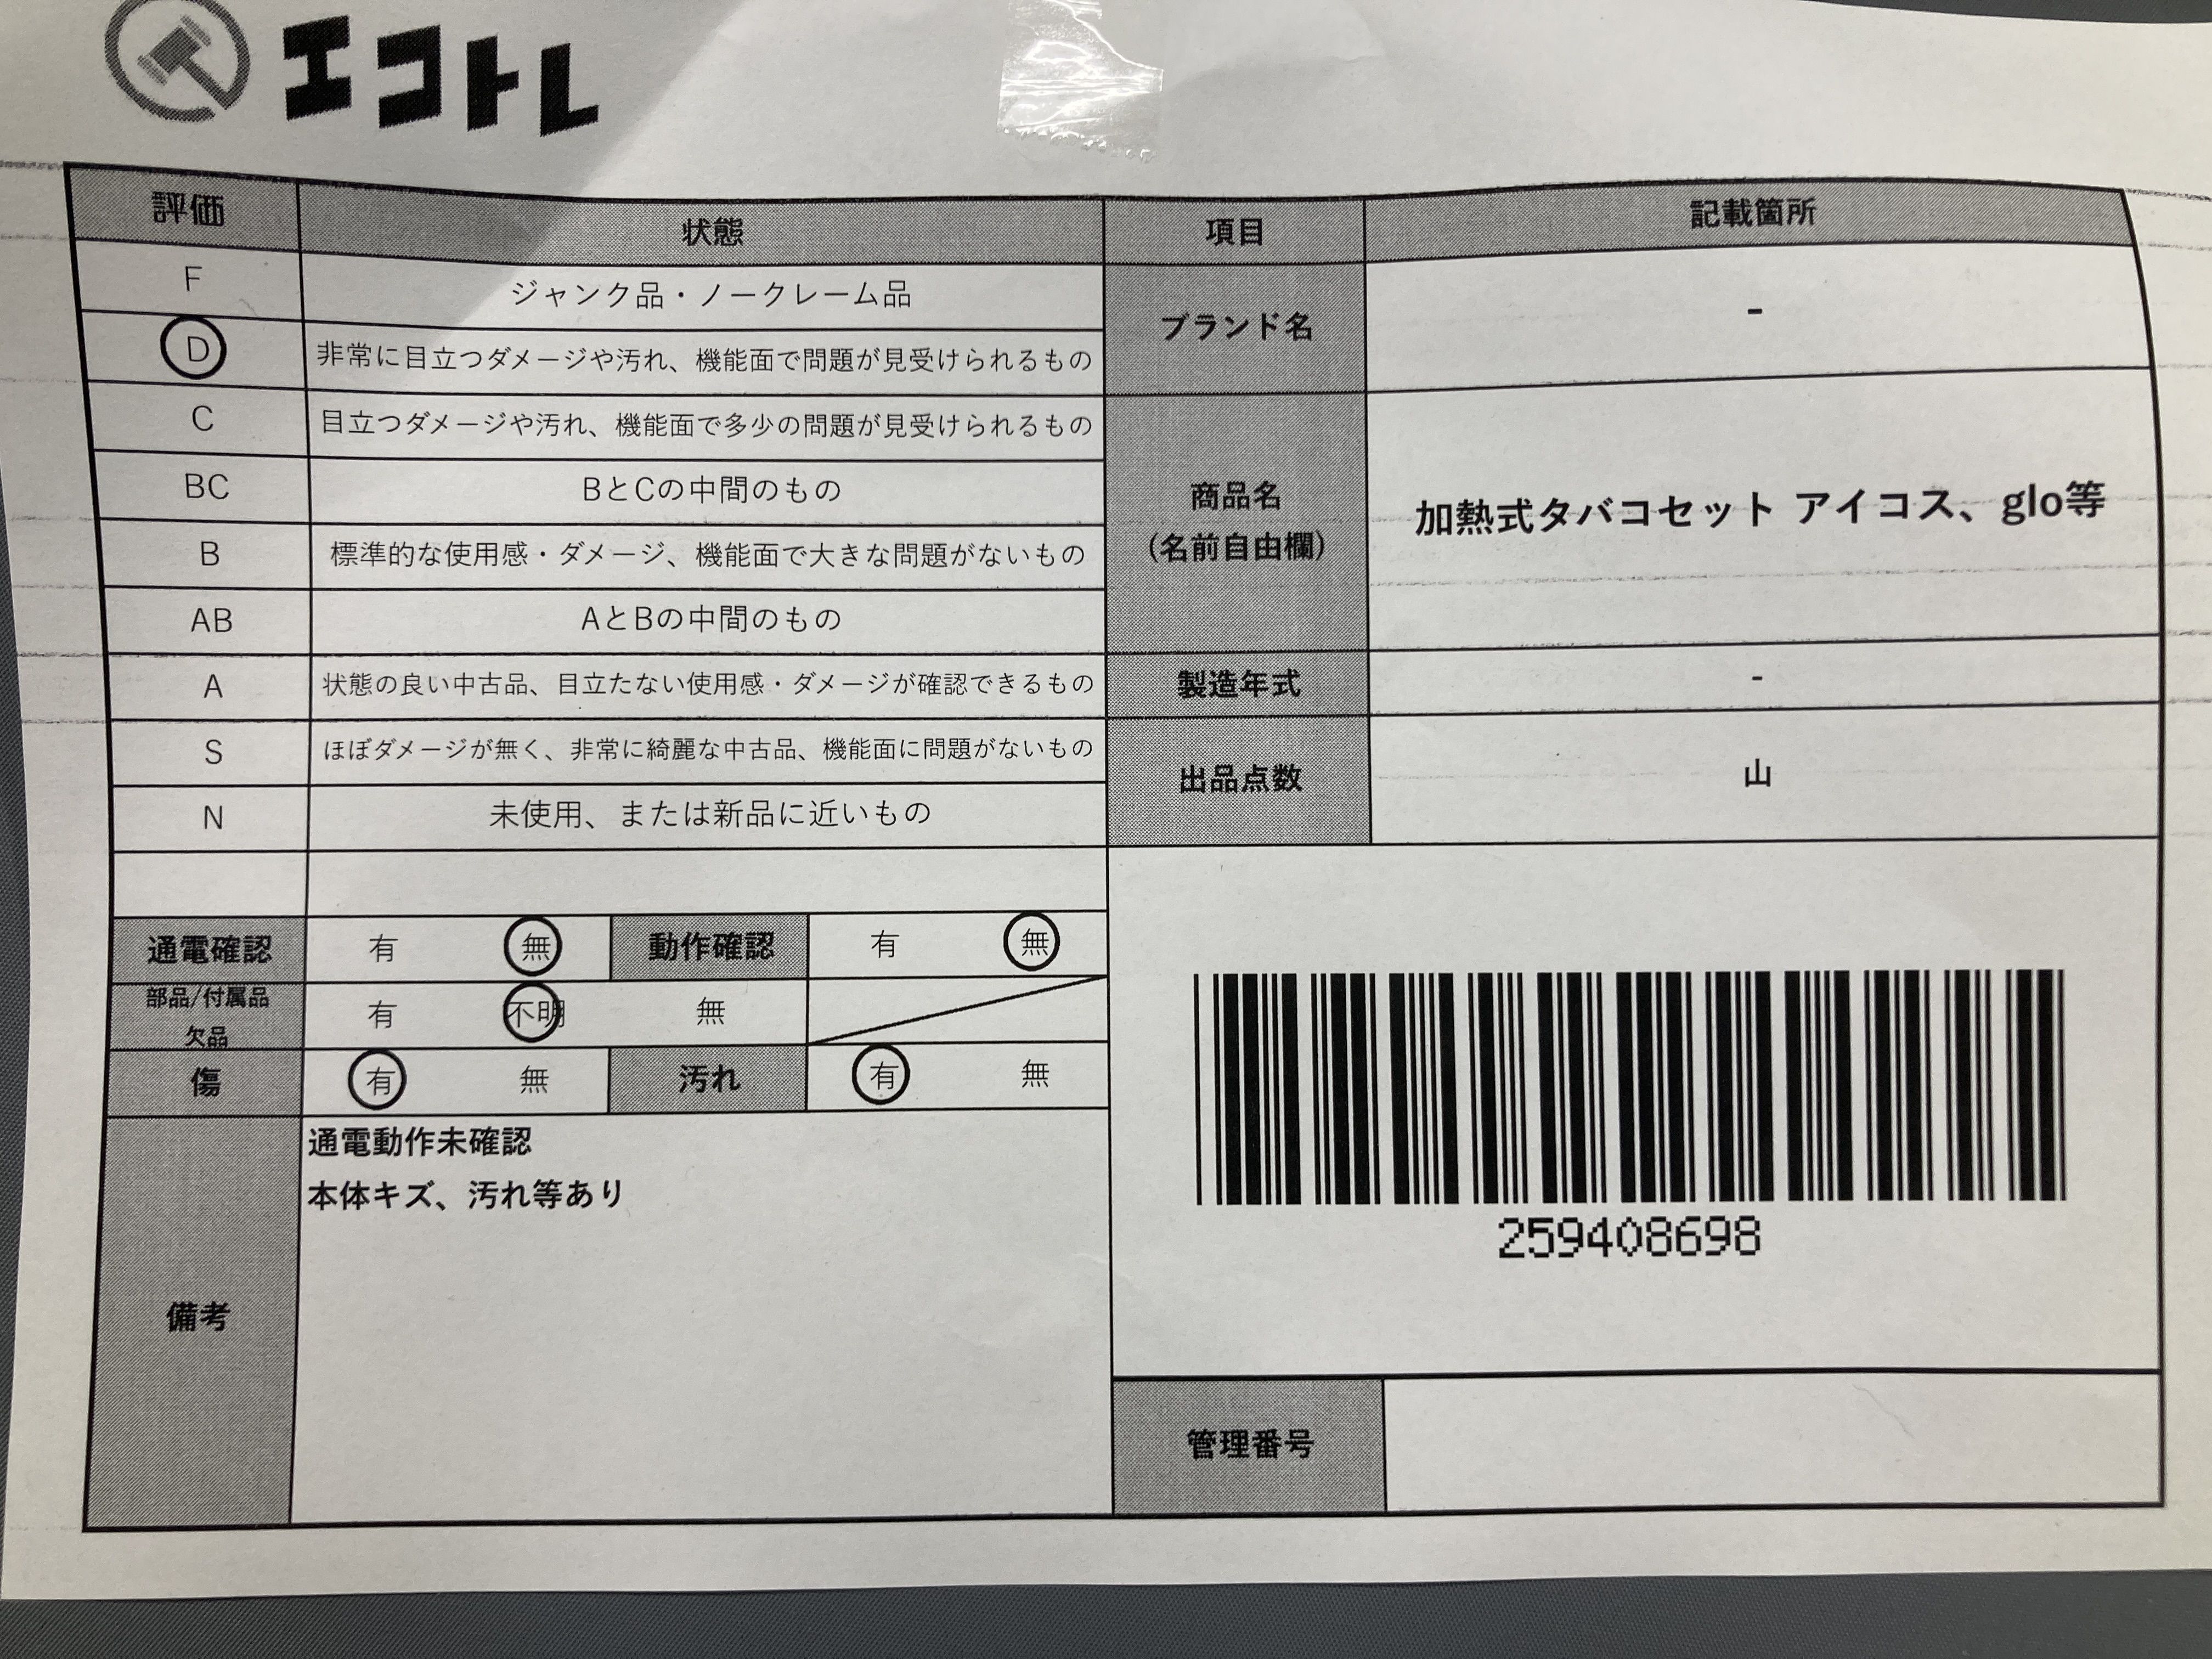 エコトレ
評価 状態 項目 記載箇所
F ジャンク品・ノークレーム品
D 非常に目立つダメージや汚れ、機能面で問題が見受けられるもの
ブランド名 -
C 目立つダメージや汚れ、機能面で多少の問題が見受けられるもの
BC BとCの中間のもの
B 標準的な使用感・ダメージ、機能面で大きな問題がないもの
AB AとBの中間のもの
商品名
(名前自由欄)
加熱式タバコセット アイコス、glo等
A 状態の良い中古品、目立たない使用感・ダメージが確認できるもの
製造年式 -
S ほぼダメージが無く、非常に綺麗な中古品、機能面に問題がないもの
N 未使用、または新品に近いもの
出品点数 山
通電確認 有 無 動作確認 有 無
部品/付属品
欠品
有 不明 無
傷 有 無 汚れ 有 無
備考
通電動作未確認
本体キズ、汚れ等あり
259408698
管理番号